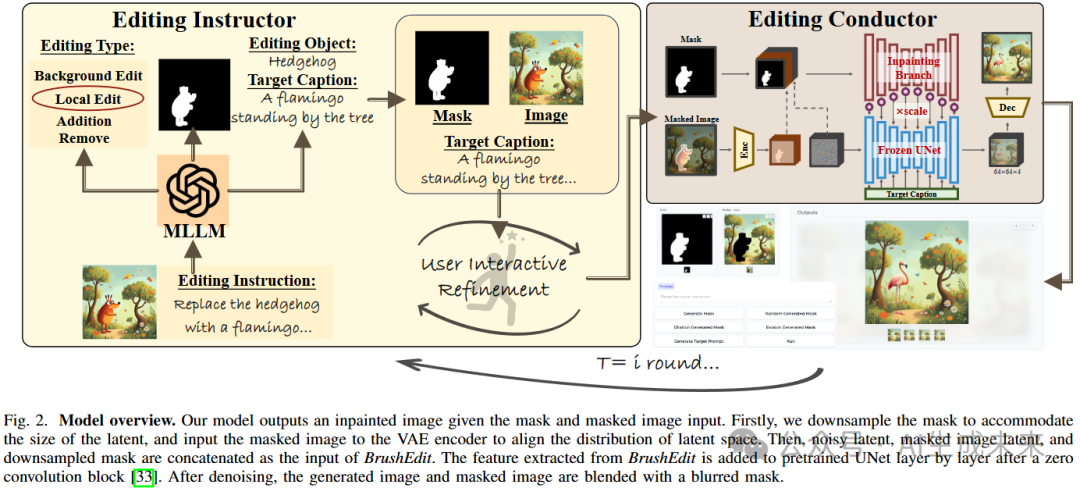 Editing Instructor
Editing Type:
Background Edit
Local Edit
Addition
Remove
Editing Object:
Hedgehog
Target Caption:
A flamingo
standing by the tree
MLLM
Editing Instruction:
Replace the hedgehog
with a flamingo...
Mask
Image
Target Caption:
A flamingo
standing by the tree...
User Interactive
Refinement
Editing Conductor
Mask
Masked Image
Enc
Inpainting
Branch
×scale
Frozen UNet
Target Caption
Dec
64×64×4
Outputs
Generate Mask
Random Generated Mask
Dilation Generated Mask
Erosion Generated Mask
Generate Target Prompt
Run
T= i round...
Fig. 2. Model overview. Our model outputs an inpainted image given the mask and masked image input. Firstly, we downsample the mask to accommodate
the size of the latent, and input the masked image to the VAE encoder to align the distribution of latent space. Then, noisy latent, masked image latent, and
downsampled mask are concatenated as the input of BrushEdit. The feature extracted from BrushEdit is added to pretrained UNet layer by layer after a zero
convolution block [33]. After denoising, the generated image and masked image are blended with a blurred mask.
公众号 · AI生成未来